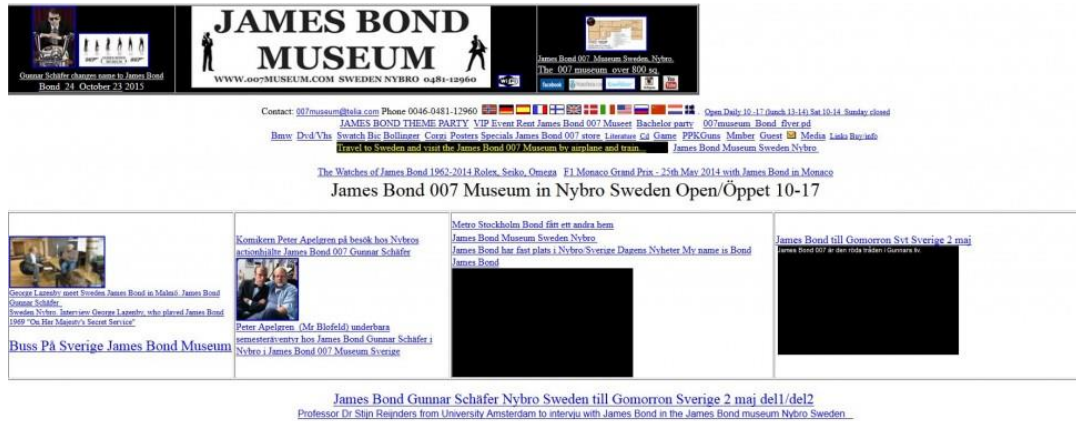 JAMES BOND
MUSEUM
WWW.007MUSEUM.COM SWEDEN NYBRO 0481-12960
Gunnar Schäfer changes name to James Bond
Bond 24 October 23 2015
James Bond 007 Museum Sweden, Nybro.
The 007 museum over 800 sq.
Contact: 007museum@telia.com Phone 0046-0481-12960 Open Daily 10 -17 (lunch 13-14) Sat 10-14 Sunday closed
JAMES BOND THEME PARTY VIP Event Rent James Bond 007 Museet Bachelor party 007museum Bond flyer pd
Bmw Dvd/Vhs Swatch Big Bollinger Corgi Posters Specials James Bond 007 store Literature Cd Game PPKGuns Mmber Guest Media Links Buy/info
Travel to Sweden and visit the James Bond 007 Museum by airplane and train... James Bond Museum Sweden Nybro
The Watches of James Bond 1962-2014 Rolex, Seiko, Omega F1 Monaco Grand Prix - 25th May 2014 with James Bond in Monaco
James Bond 007 Museum in Nybro Sweden Open/Öppet 10-17
George Lazenby meet Sweden James Bond in Malmö. James Bond
Gunnar Schäfer
Sweden Nybro. Interview George Lazenby, who played James Bond
1969 "On Her Majesty's Secret Service"
Buss På Sverige James Bond Museum
Komikern Peter Apelgren på besök hos Nybros
actionhjälte James Bond 007 Gunnar Schäfer
Peter Apelgren (Mr Blofeld) underbara
semesteräventyr hos James Bond Gunnar Schäfer i
Nybro i James Bond 007 Museum Sverige
Metro Stockholm Bond fått ett andra hem
James Bond Museum Sweden Nybro
James Bond har fast plats i Nybro/Sverige Dagens Nyheter My name is Bond
James Bond
James Bond till Gomorron Svt Sverige 2 maj
James Bond 007 är den röda tråden i Gunnars liv.
James Bond Gunnar Schäfer Nybro Sweden till Gomorron Sverige 2 maj del1/del2
Professor Dr Stijn Reijnders from University Amsterdam to intervju with James Bond in the James Bond museum Nybro Sweden